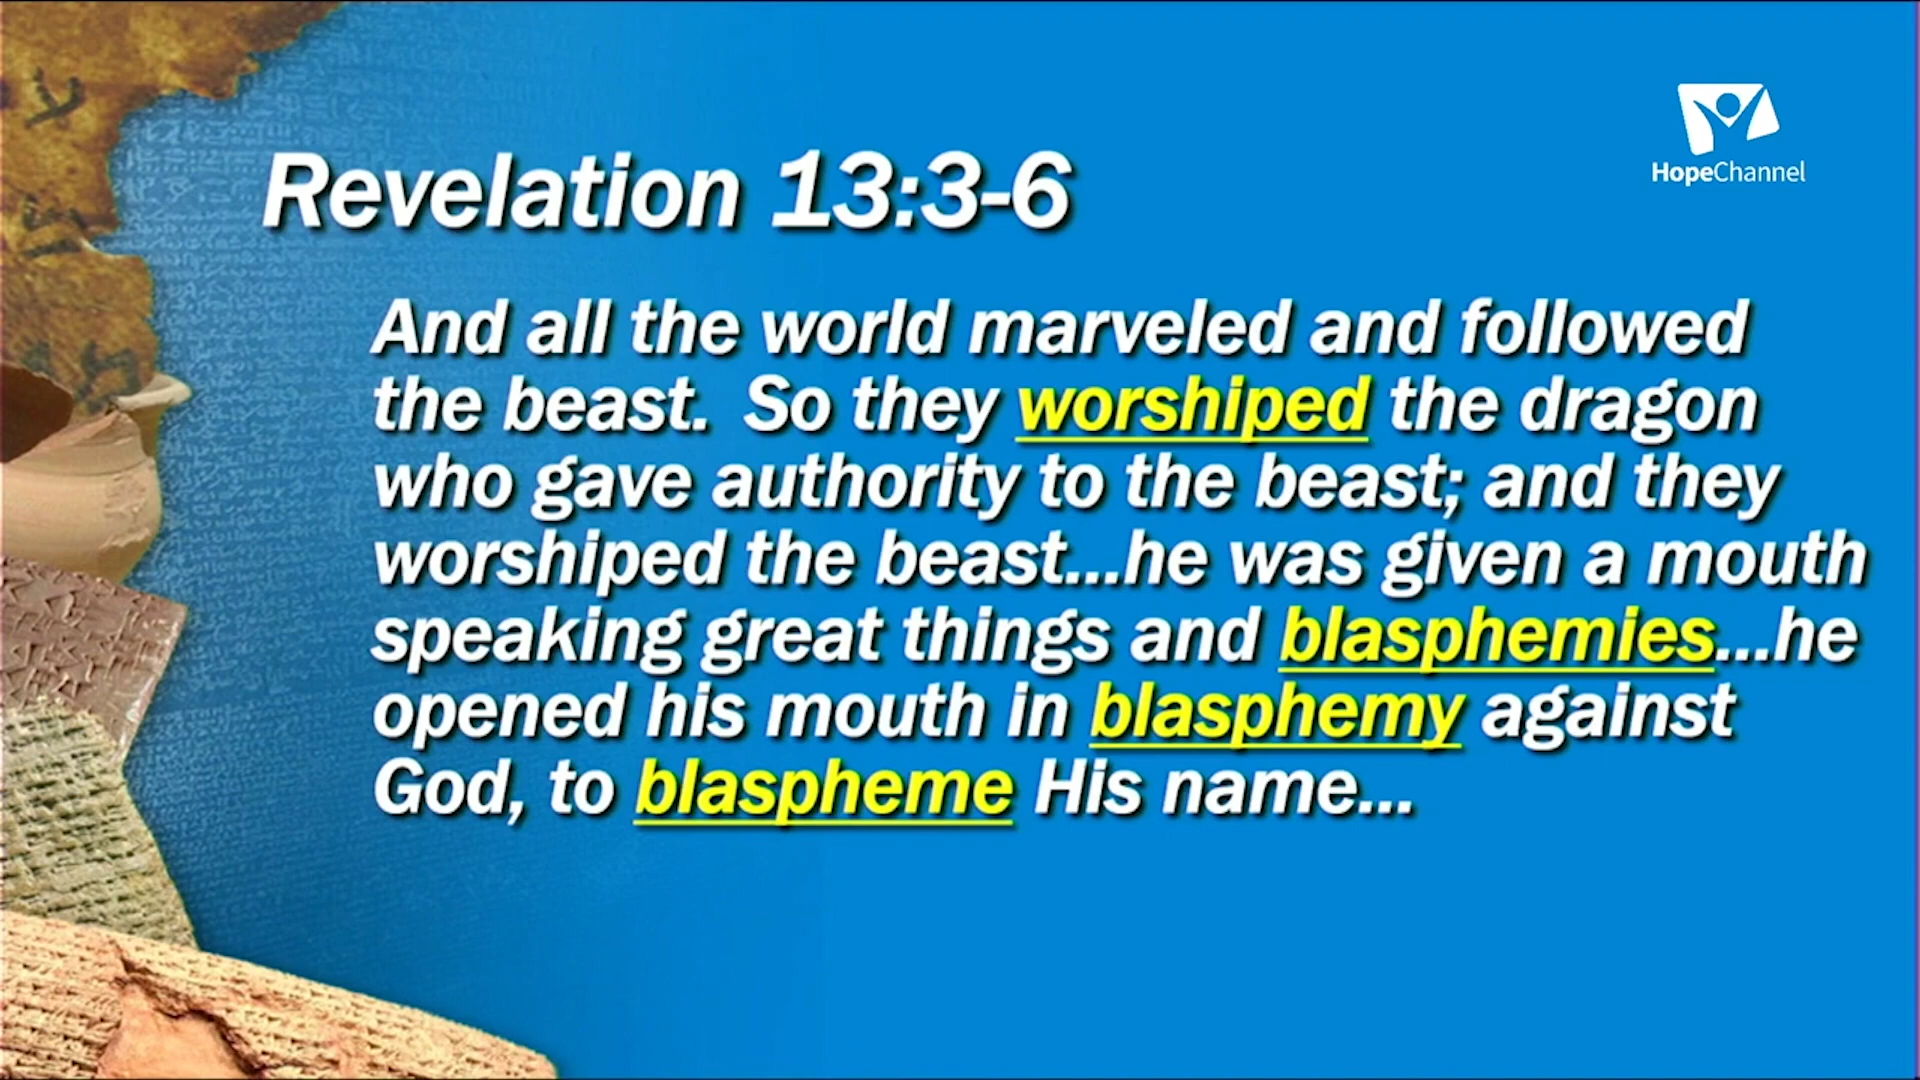 HopeChannel
Revelation 13:3-6
And all the world marveled and followed
the beast.  So they worshiped the dragon
who gave authority to the beast; and they
worshiped the beast...he was given a mouth
speaking great things and blasphemies...he
opened his mouth in blasphemy against
God, to blaspheme His name...